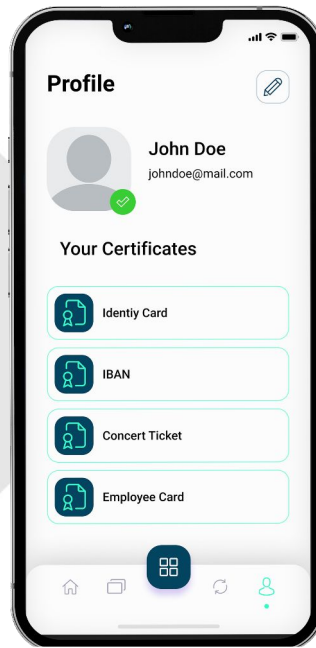 Profile
John Doe
johndoe@mail.com
Your Certificates
Identiy Card
IBAN
Concert Ticket
Employee Card